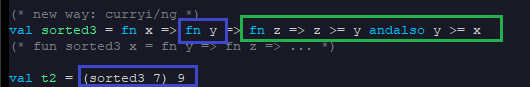 (* new way: curryi/ng *)
val sorted3 = fn x => fn y => fn z => z >= y andalso y >= x
(* fun sorted3 x = fn y => fn z => ... *)
val t2 = (sorted3 7) 9